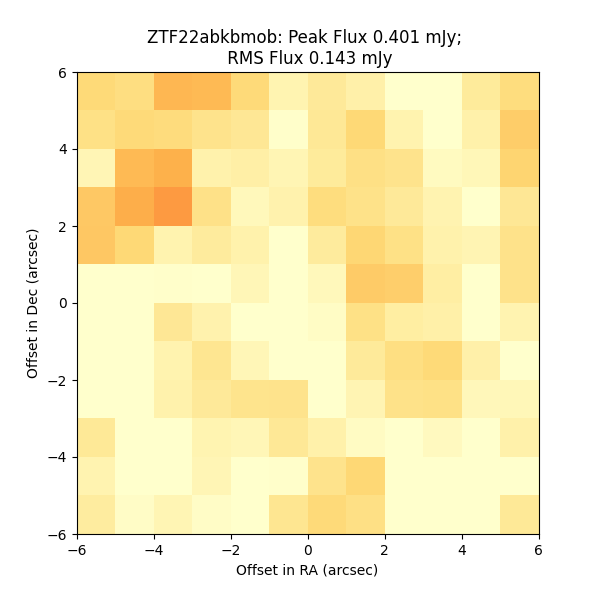 ZTF22abkbmob: Peak Flux 0.401 mJy;
RMS Flux 0.143 mJy
6
4
2
0
−2
−4
−6
Offset in Dec (arcsec)
−6 −4 −2 0 2 4 6
Offset in RA (arcsec)